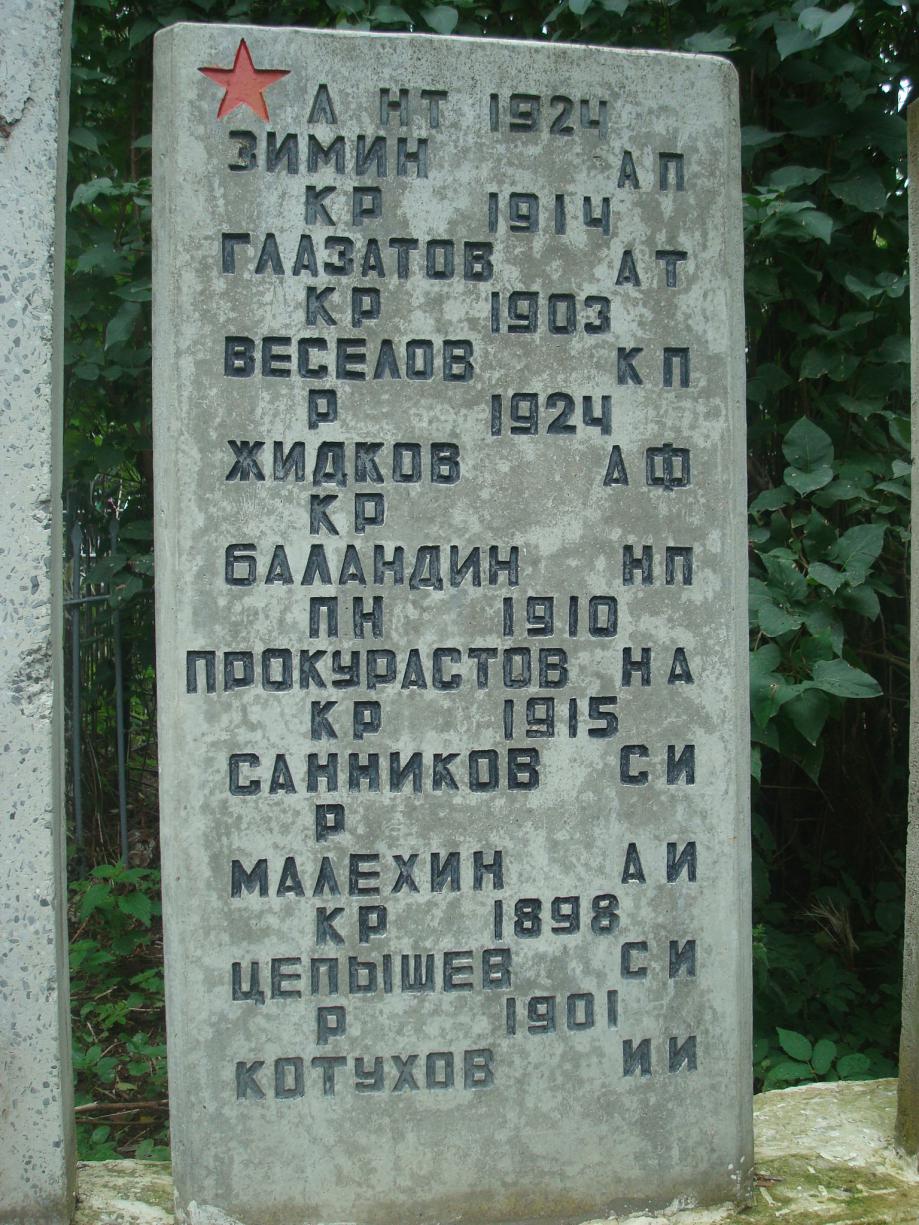 Л НТ 1924
ЗИМИН АП
КР 1914
ГЛАЗАТОВ АТ
КР 1903
ВЕСЕЛОВ КП
Р 1924
ЖИДКОВ АФ
КР
БАЛАНДИН НП
ПН 1910
ПРОКУРАСТОВ НА
КР 1915
САННИКОВ СИ
Р
МАЛЕХИН АИ
КР 1898
ЦЕПЫШЕВ СИ
Р 1901
КОТУХОВ ИИ